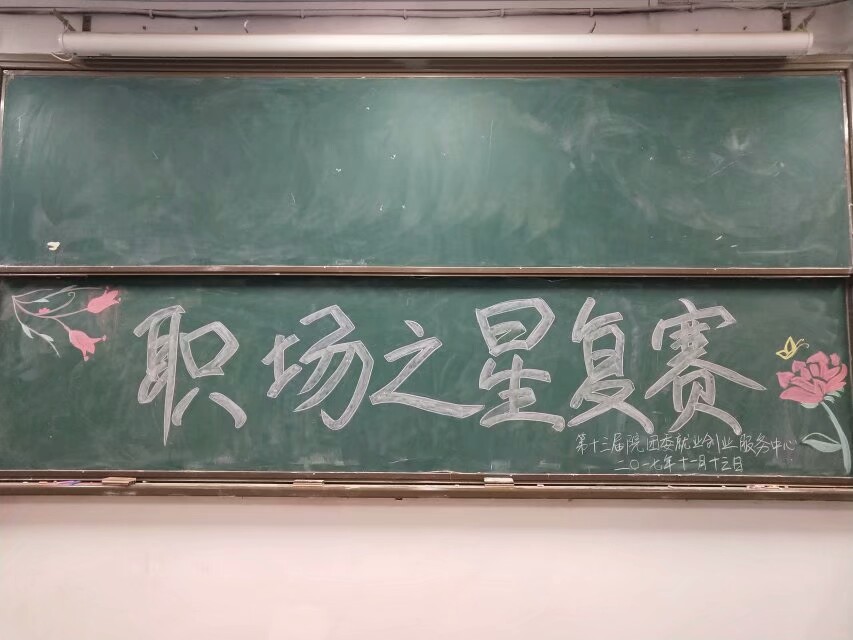 职场之星复赛
第十二届院团委就业创业服务中心
二〇一七年十一月十三日